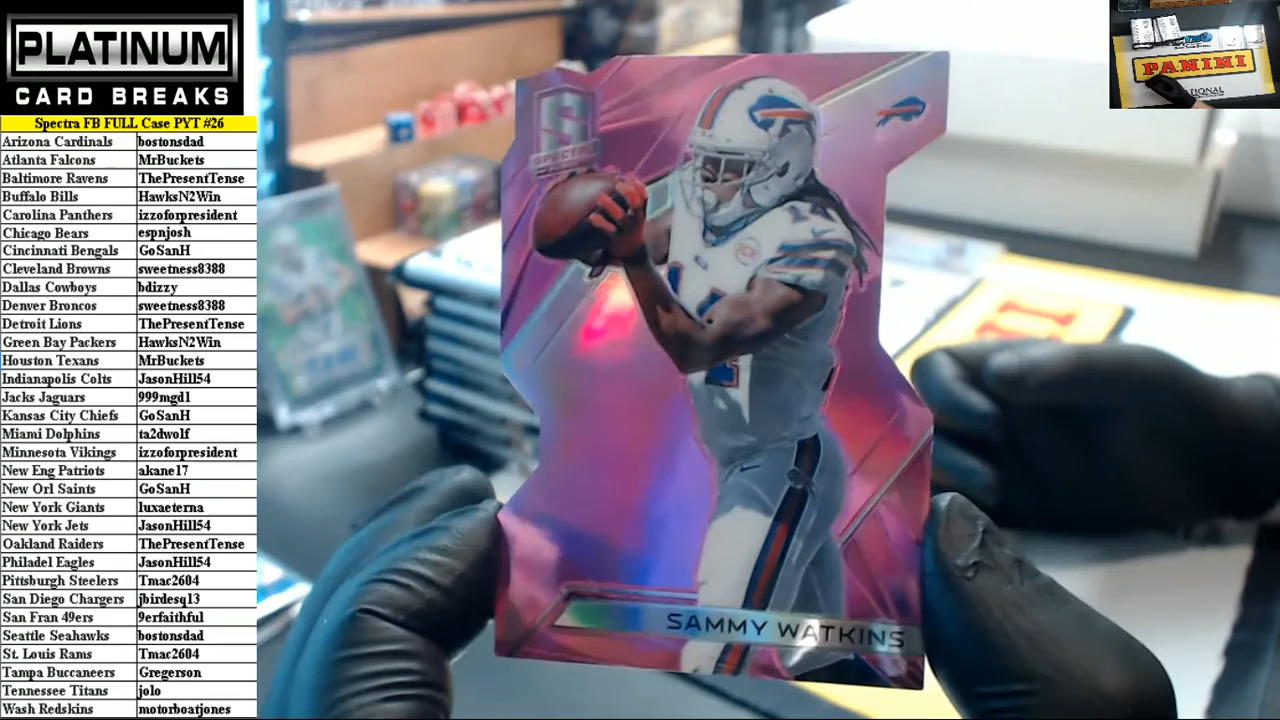 PLATINUM
CARD BREAKS
Spectra FB FULL Case PYT #26
Arizona Cardinals bostonsdad
Atlanta Falcons MrBuckets
Baltimore Ravens ThePresentTense
Buffalo Bills HawksN2Win
Carolina Panthers izzoforpresident
Chicago Bears espnjosh
Cincinnati Bengals GoSanH
Cleveland Browns sweetness8388
Dallas Cowboys bdizzy
Denver Broncos sweetness8388
Detroit Lions ThePresentTense
Green Bay Packers HawksN2Win
Houston Texans MrBuckets
Indianapolis Colts JasonHill54
Jacks Jaguars 999mgd1
Kansas City Chiefs GoSanH
Miami Dolphins ta2dwolf
Minnesota Vikings izzoforpresident
New Eng Patriots akane17
New Orl Saints GoSanH
New York Giants luxaeterna
New York Jets JasonHill54
Oakland Raiders ThePresentTense
Philadel Eagles JasonHill54
Pittsburgh Steelers Tmac2604
San Diego Chargers jbirdesq13
San Fran 49ers 9erfaithful
Seattle Seahawks bostonsdad
St. Louis Rams Tmac2604
Tampa Buccaneers Gregerson
Tennessee Titans jolo
Wash Redskins motorboatjones
S
SPECTRA
14
SAMMY WATKINS
PANINI